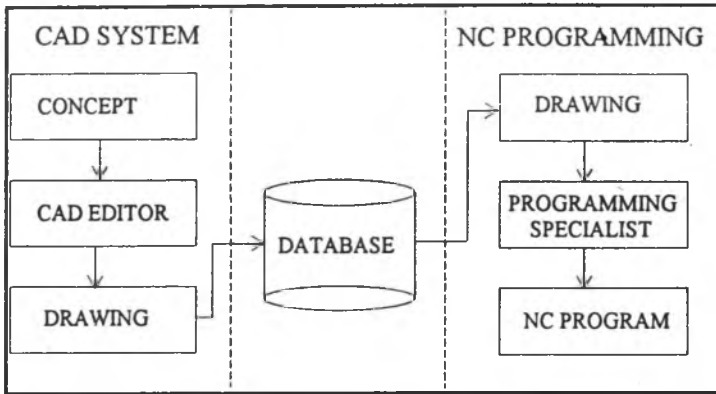 CAD SYSTEM
CONCEPT
CAD EDITOR
DRAWING
DATABASE
NC PROGRAMMING
DRAWING
PROGRAMMING
SPECIALIST
NC PROGRAM